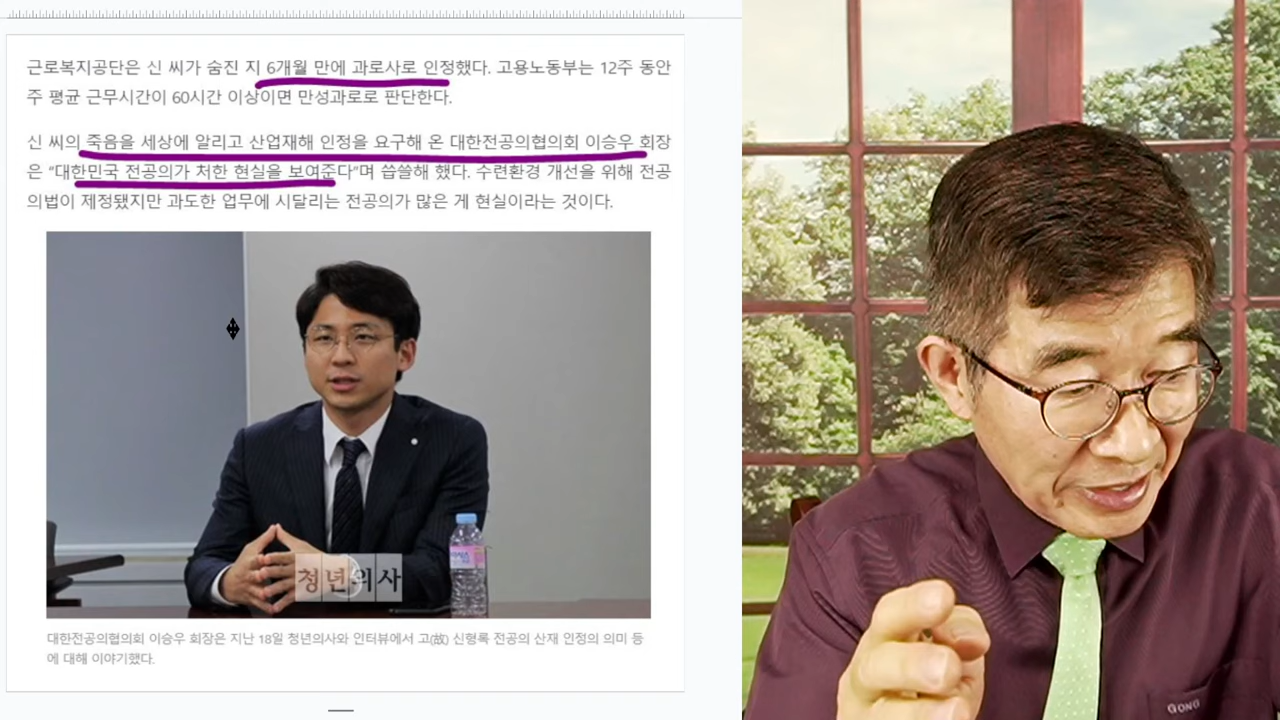 근로복지공단은 신 씨가 숨진 지 6개월 만에 과로사로 인정했다. 고용노동부는 12주 동안
주 평균 근무시간이 60시간 이상이면 만성과로로 판단한다.
신 씨의 죽음을 세상에 알리고 산업재해 인정을 요구해 온 대한전공의협의회 이승우 회장
은 “대한민국 전공의가 처한 현실을 보여준다”며 씁쓸해 했다. 수련환경 개선을 위해 전공
의법이 제정됐지만 과도한 업무에 시달리는 전공의가 많은 게 현실이라는 것이다.
청년의사
대한전공의협의회 이승우 회장은 지난 18일 청년의사와 인터뷰에서 고(故) 신형록 전공의 산재 인정의 의미 등
에 대해 이야기했다.
GONG